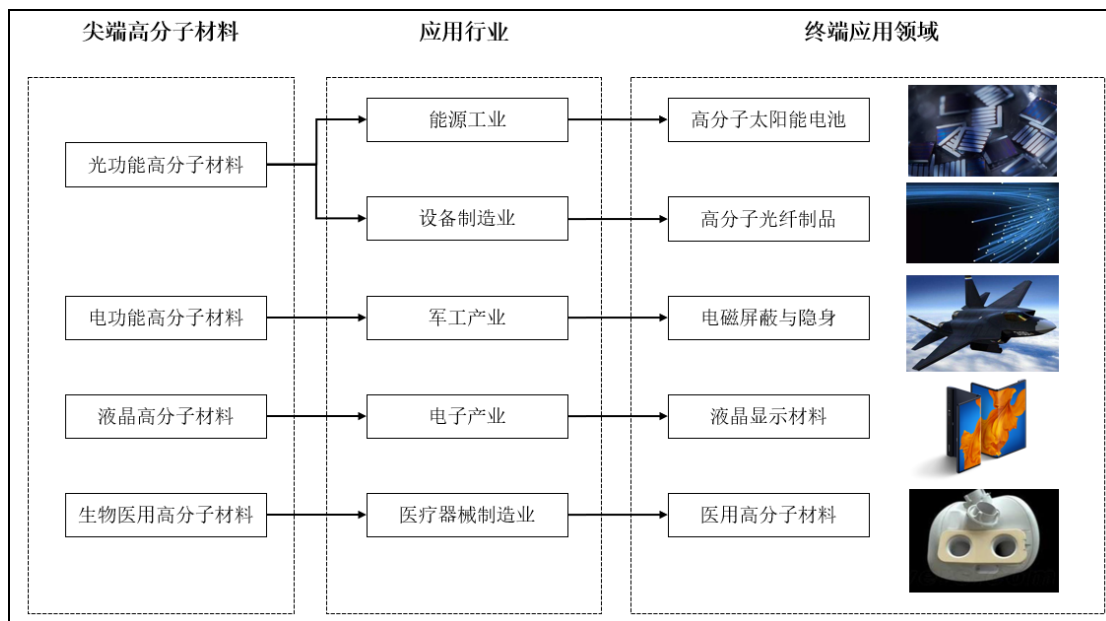 尖端高分子材料
应用行业
终端应用领域
光功能高分子材料
能源工业
高分子太阳能电池
设备制造业
高分子光纤制品
电功能高分子材料
军工产业
电磁屏蔽与隐身
液晶高分子材料
电子产业
液晶显示材料
生物医用高分子材料
医疗器械制造业
医用高分子材料